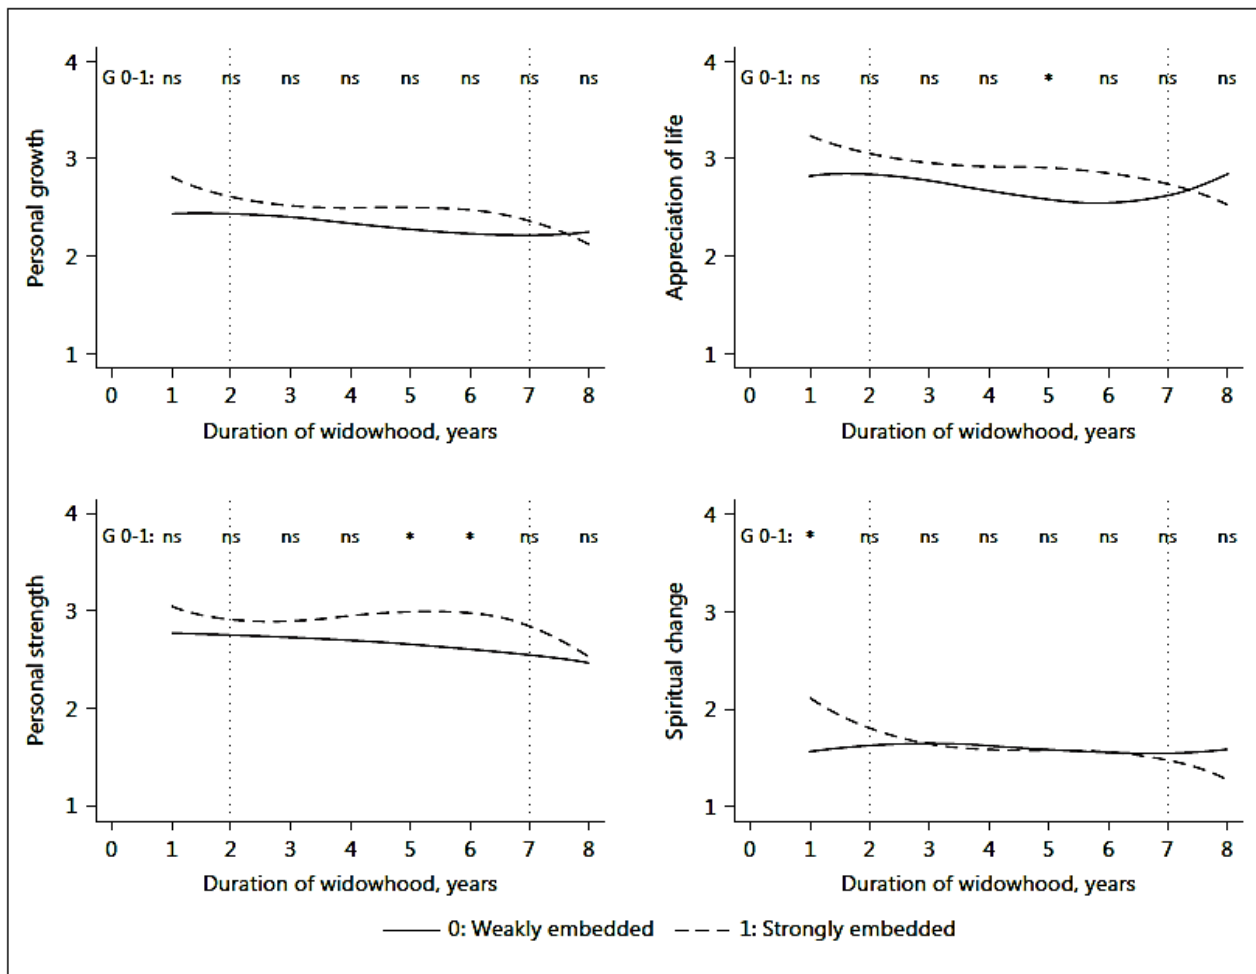 Personal growth
4
3
2
1
G 0-1: ns ns ns ns ns ns ns ns
0 1 2 3 4 5 6 7 8
Duration of widowhood, years
Appreciation of life
4
3
2
1
G 0-1: ns ns ns ns * ns ns ns
0 1 2 3 4 5 6 7 8
Duration of widowhood, years
Personal strength
4
3
2
1
G 0-1: ns ns ns ns * * ns ns
0 1 2 3 4 5 6 7 8
Duration of widowhood, years
Spiritual change
4
3
2
1
G 0-1: * ns ns ns ns ns ns ns
0 1 2 3 4 5 6 7 8
Duration of widowhood, years
0: Weakly embedded 1: Strongly embedded